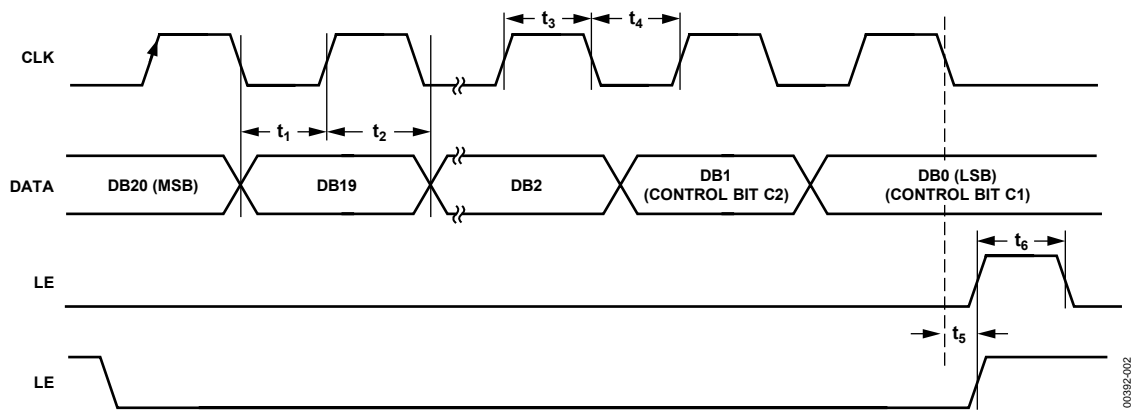 t3
t4
CLK
t1
t2
DATA
DB20 (MSB)
DB19
DB2
DB1
(CONTROL BIT C2)
DB0 (LSB)
(CONTROL BIT C1)
t6
LE
t5
LE
00392-002